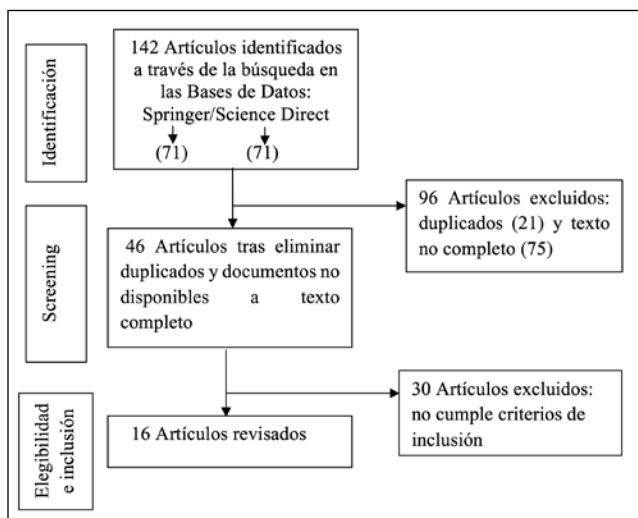 Identificación
142 Artículos identificados
a través de la búsqueda en
las Bases de Datos:
Springer/Science Direct
(71) (71)
96 Artículos excluidos:
duplicados (21) y texto
no completo (75)
Screening
46 Artículos tras eliminar
duplicados y documentos no
disponibles a texto
completo
30 Artículos excluidos:
no cumple criterios de
inclusión
Elegibilidad
e inclusión
16 Artículos revisados